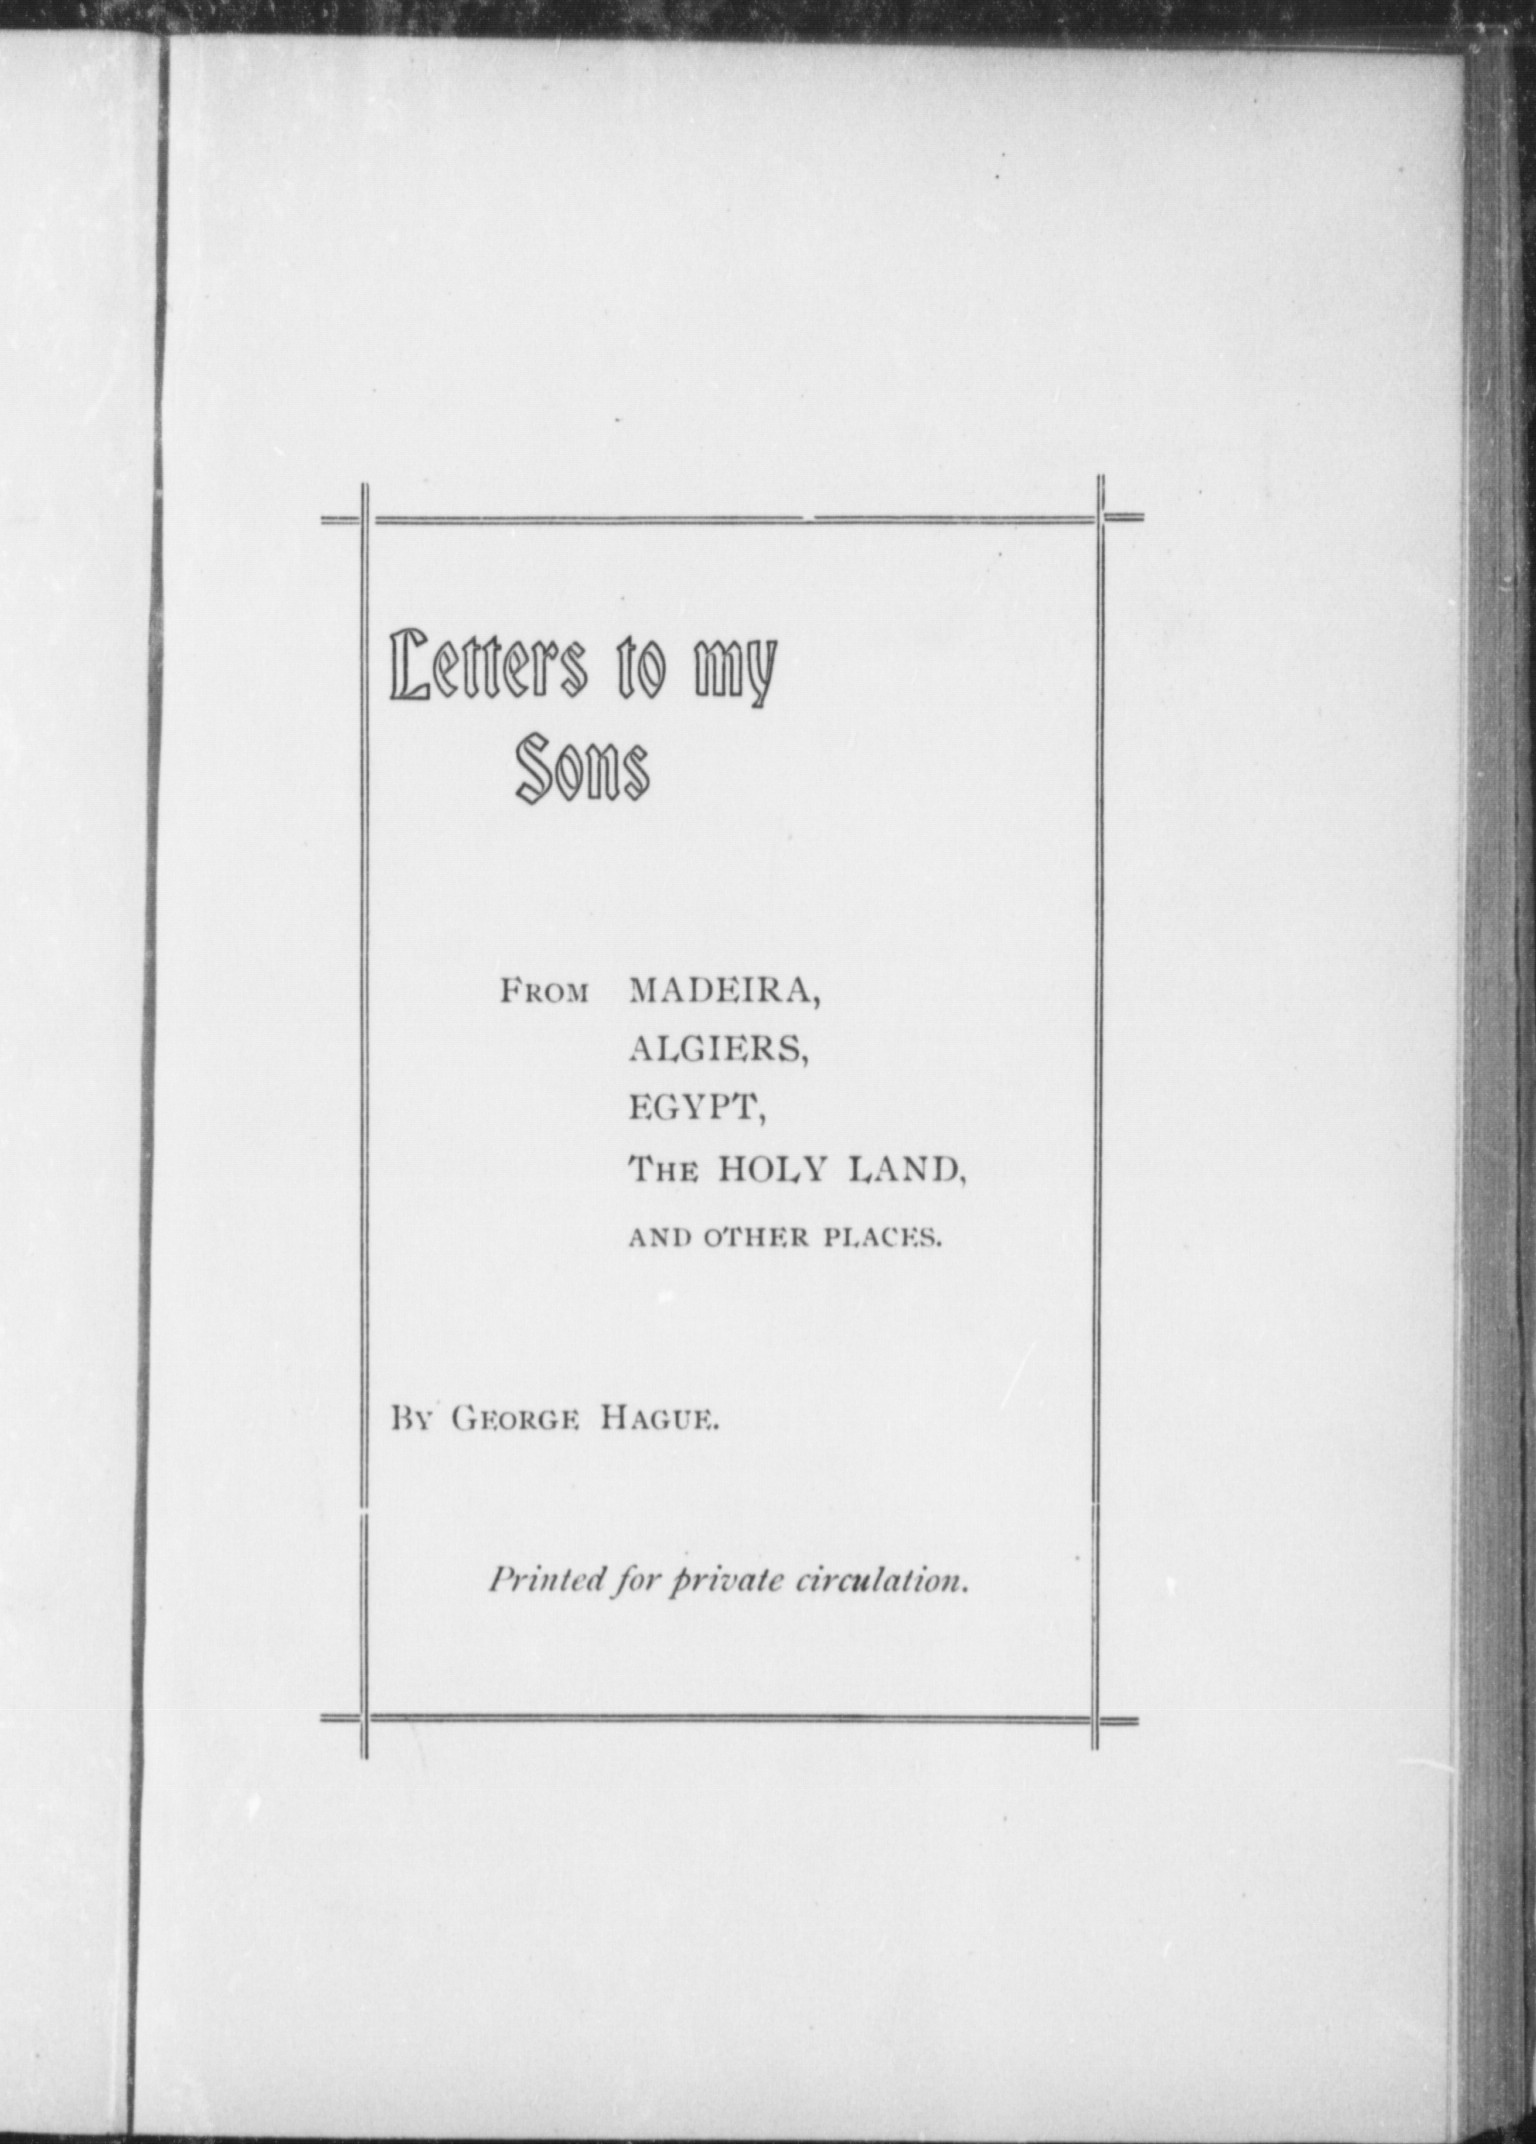 Letters to my
Sons
FROM MADEIRA,
ALGIERS,
EGYPT,
THE HOLY LAND,
AND OTHER PLACES.
BY GEORGE HAGUE.
Printed for private circulation.